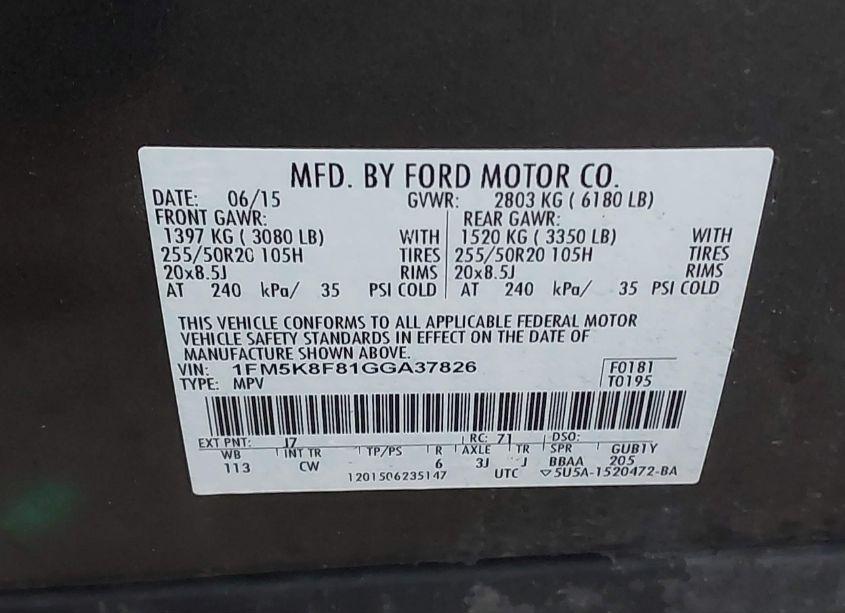 MFD. BY FORD MOTOR CO.
DATE: 06/15 GVWR: 2803 KG ( 6180 LB)
FRONT GAWR: REAR GAWR:
1397 KG ( 3080 LB) WITH 1520 KG ( 3350 LB) WITH
255/50R20 105H TIRES 255/50R20 105H TIRES
20x8.5J RIMS 20x8.5J RIMS
AT 240 kPa/ 35 PSI COLD AT 240 kPa/ 35 PSI COLD
THIS VEHICLE CONFORMS TO ALL APPLICABLE FEDERAL MOTOR
VEHICLE SAFETY STANDARDS IN EFFECT ON THE DATE OF
MANUFACTURE SHOWN ABOVE.
VIN: 1FM5K8F81GGA37826 F0181
TYPE: MPV T0195
EXT PNT: J7 RC: 71 DSO:
WB INT TR TP/PS R AXLE TR SPR GUB1Y
113 CW 6 3J J BBAA 205
1201506235147 UTC ▽5U5A-1520472-BA